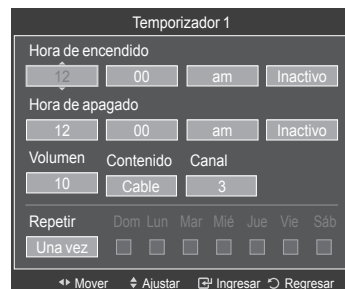 Temporizador 1
Hora de encendido
12 00 am Inactivo
Hora de apagado
12 00 am Inactivo
Volumen Contenido Canal
10 Cable 3
Repetir Dom Lun Mar Mié Jue Vie Sáb
Una vez
Mover Ajustar Ingresar Regresar